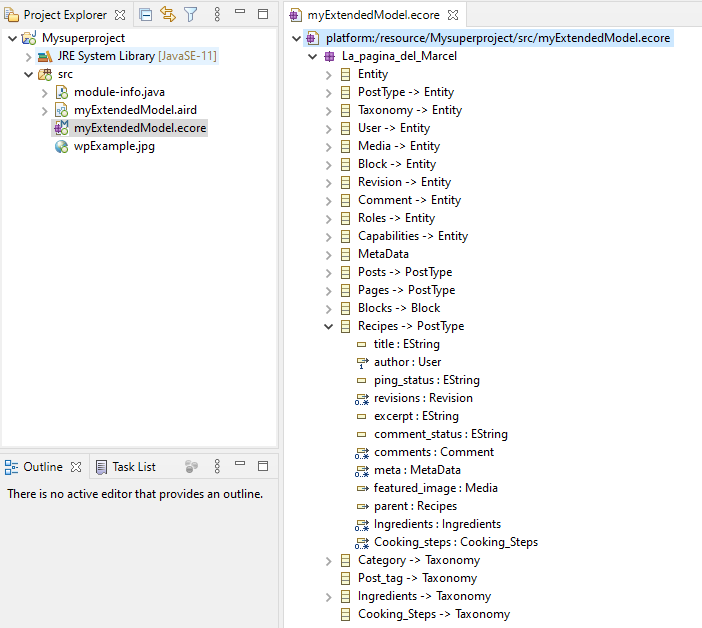 Project Explorer
Mysuperproject
JRE System Library [JavaSE-11]
src
module-info.java
myExtendedModel.aird
myExtendedModel.ecore
wpExample.jpg
Outline
Task List
There is no active editor that provides an outline.
myExtendedModel.ecore
platform:/resource/Mysuperproject/src/myExtendedModel.ecore
La_pagina_del_Marcel
Entity
PostType -> Entity
Taxonomy -> Entity
User -> Entity
Media -> Entity
Block -> Entity
Revision -> Entity
Comment -> Entity
Roles -> Entity
Capabilities -> Entity
MetaData
Posts -> PostType
Pages -> PostType
Blocks -> Block
Recipes -> PostType
title : EString
author : User
ping_status : EString
revisions : Revision
excerpt : EString
comment_status : EString
comments : Comment
meta : MetaData
featured_image : Media
parent : Recipes
Ingredients : Ingredients
Cooking_steps : Cooking_Steps
Category -> Taxonomy
Post_tag -> Taxonomy
Ingredients -> Taxonomy
Cooking_Steps -> Taxonomy